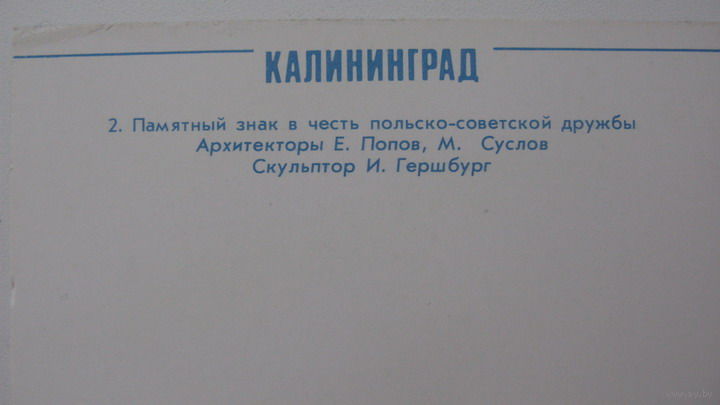 КАЛИНИНГРАД
2. Памятный знак в честь польско-советской дружбы
Архитекторы Е. Попов, М. Суслов
Скульптор И. Гершбург